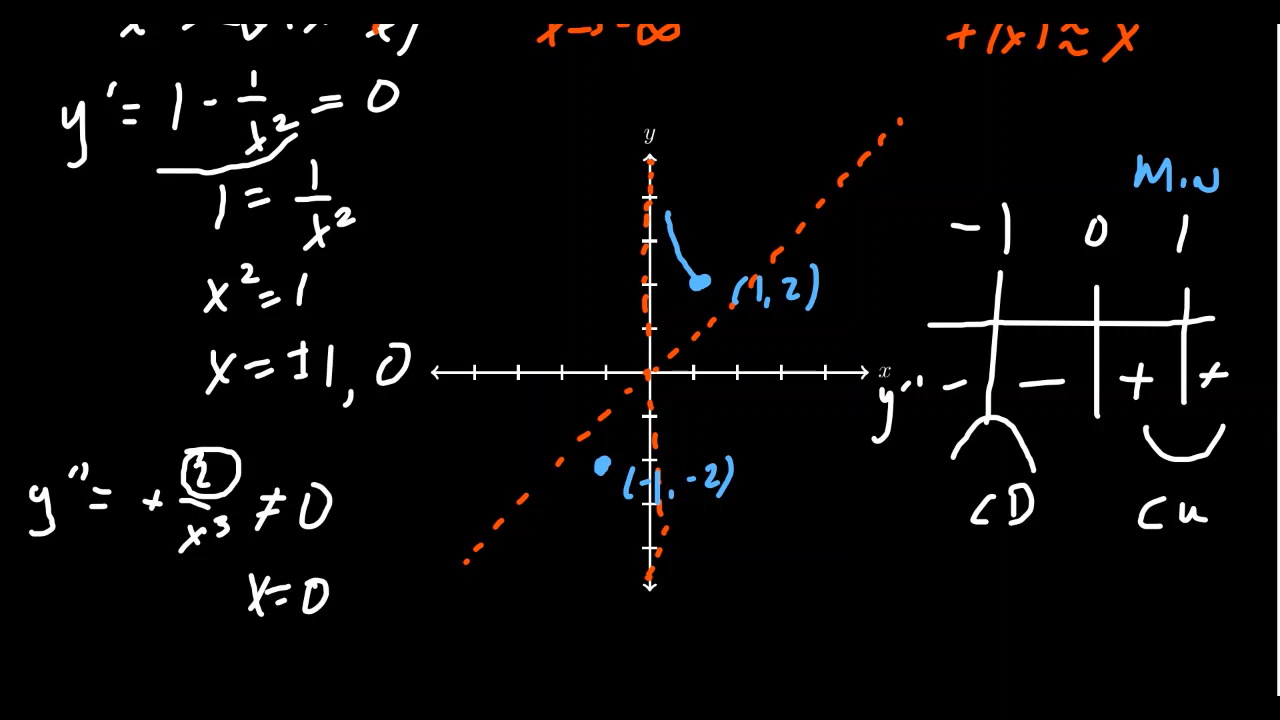 x → -∞
+ |x| ≈ x
y' = 1 - 1/x² = 0
1 = 1/x²
x² = 1
x = ±1, 0
y'' = + 2/x³ ≠ 0
x = 0
y
x
(1, 2)
(-1, -2)
Min
-1 0 1
y'' - - + +
CD CU